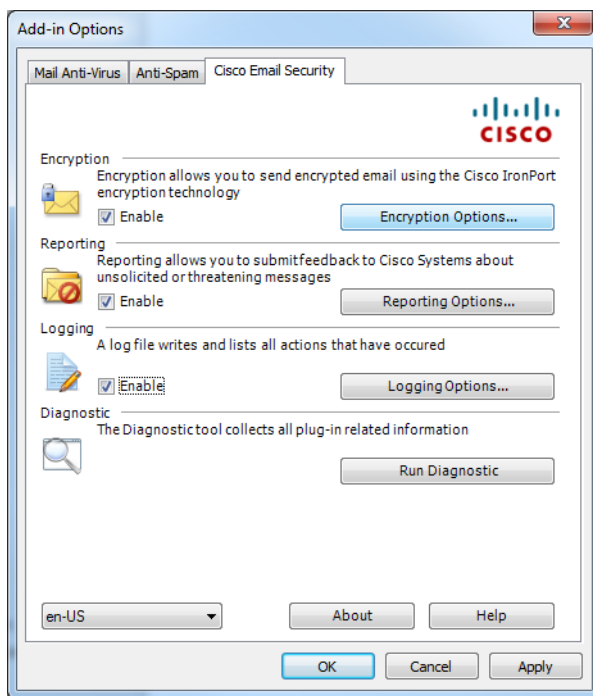 Add-in Options
Mail Anti-Virus Anti-Spam Cisco Email Security
CISCO
Encryption
Encryption allows you to send encrypted email using the Cisco IronPort
encryption technology
Enable Encryption Options...
Reporting
Reporting allows you to submit feedback to Cisco Systems about
unsolicited or threatening messages
Enable Reporting Options...
Logging
A log file writes and lists all actions that have occured
Enable Logging Options...
Diagnostic
The Diagnostic tool collects all plug-in related information
Run Diagnostic
en-US About Help
OK Cancel Apply